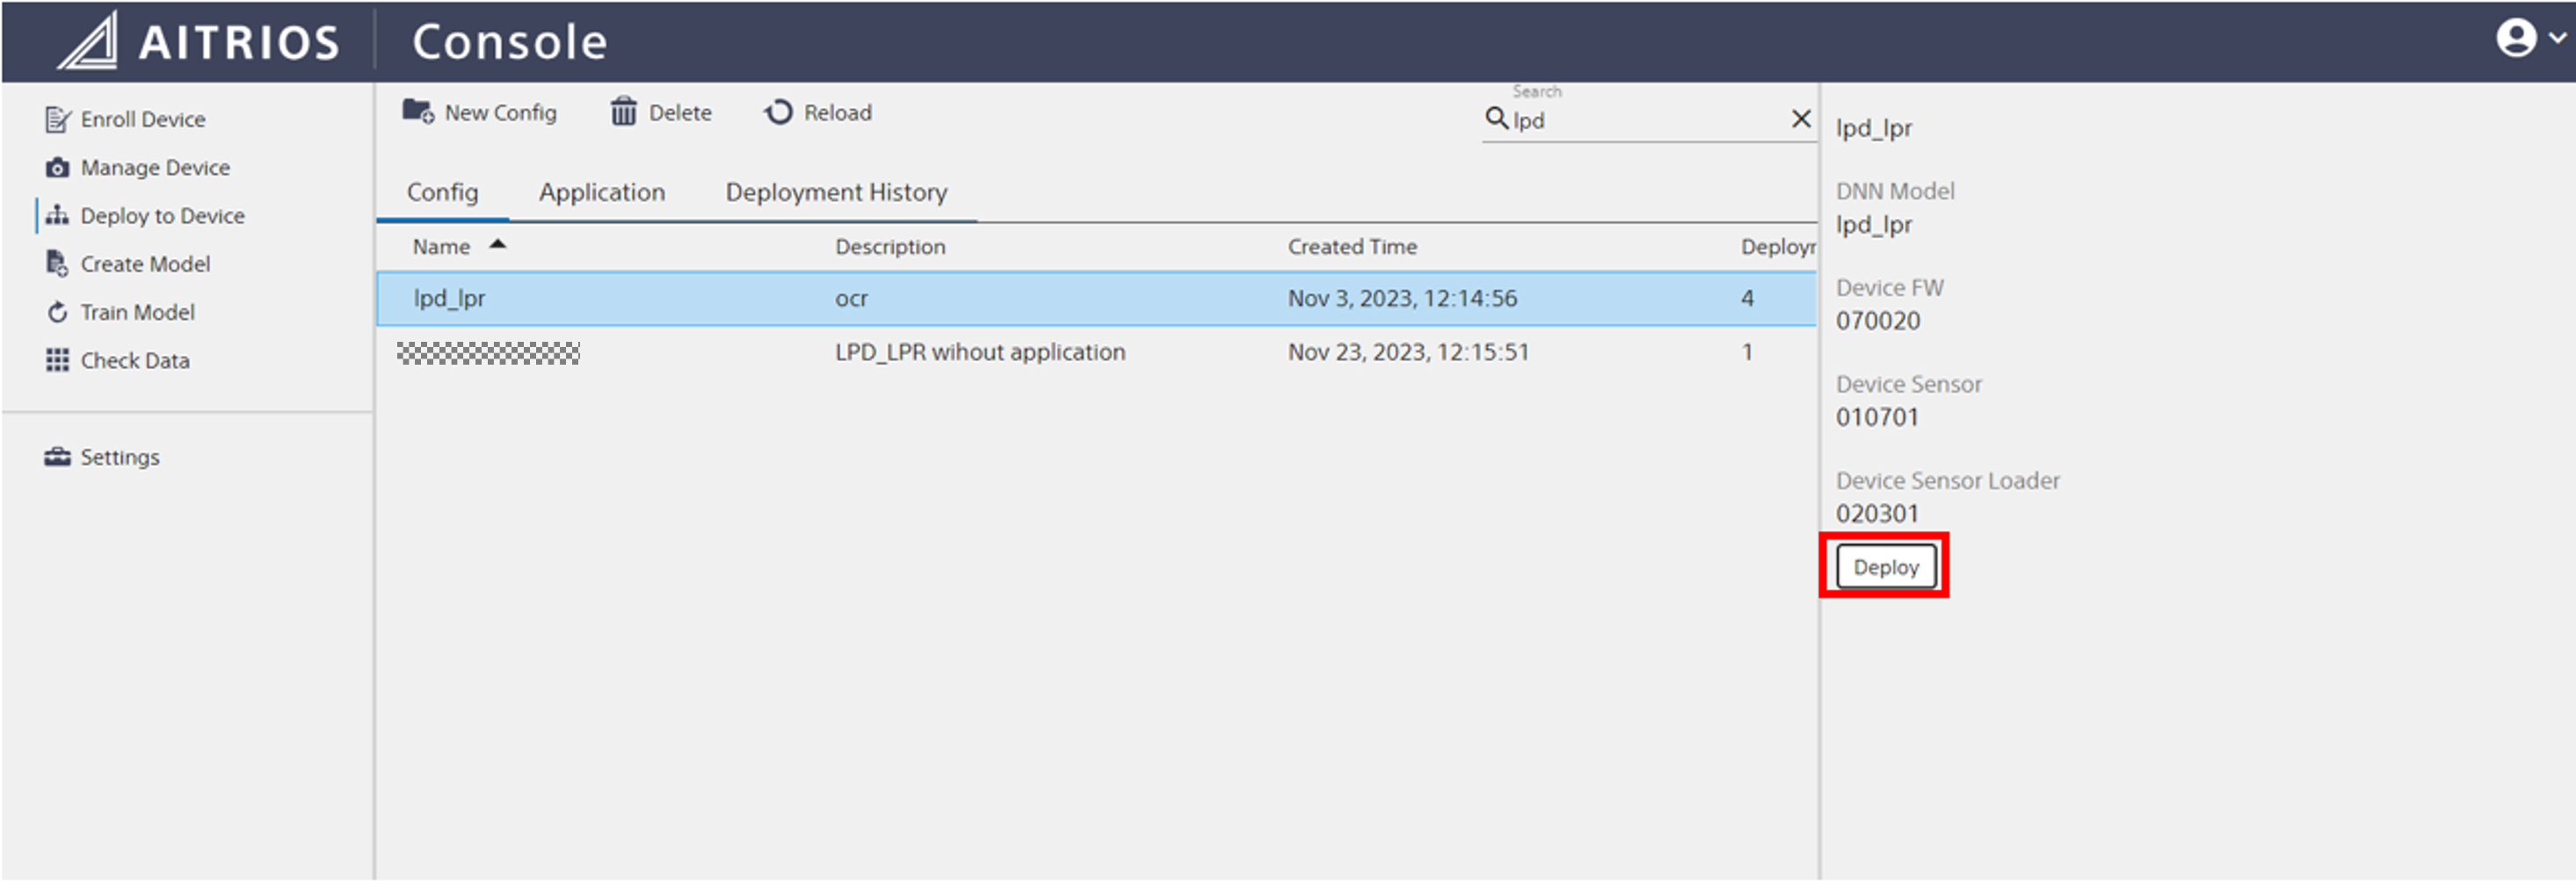 AITRIOS Console
Enroll Device
Manage Device
Deploy to Device
Create Model
Train Model
Check Data
Settings
New Config Delete Reload
Search
lpd
Config Application Deployment History
Name Description Created Time Deployr
lpd_lpr ocr Nov 3, 2023, 12:14:56 4
LPD_LPR wihout application Nov 23, 2023, 12:15:51 1
lpd_lpr
DNN Model
lpd_lpr
Device FW
070020
Device Sensor
010701
Device Sensor Loader
020301
Deploy